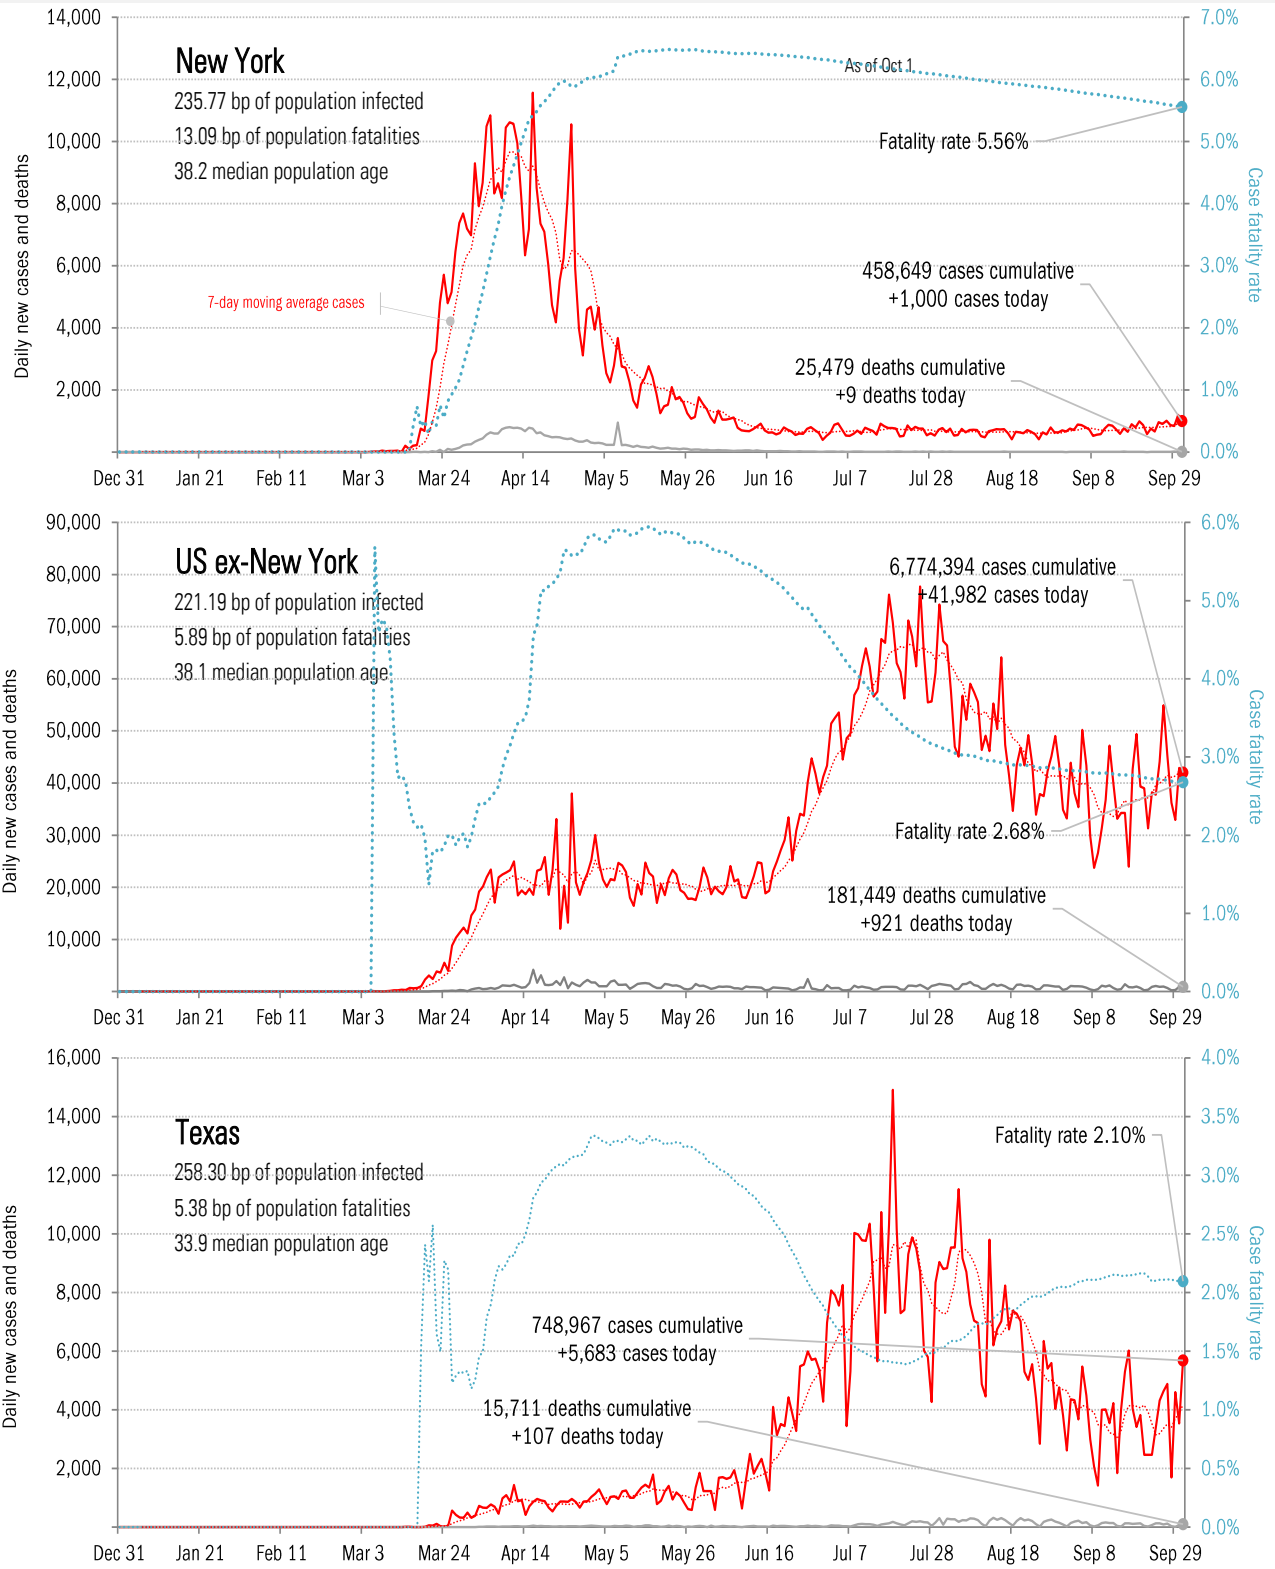 14,000
12,000
10,000
8,000
6,000
4,000
2,000
Daily new cases and deaths
7.0%
6.0%
5.0%
4.0%
3.0%
2.0%
1.0%
0.0%
Case fatality rate
New York
235.77 bp of population infected
13.09 bp of population fatalities
38.2 median population age
As of Oct 1
Fatality rate 5.56%
458,649 cases cumulative
+1,000 cases today
7-day moving average cases
25,479 deaths cumulative
+9 deaths today
Dec 31 Jan 21 Feb 11 Mar 3 Mar 24 Apr 14 May 5 May 26 Jun 16 Jul 7 Jul 28 Aug 18 Sep 8 Sep 29
90,000
80,000
70,000
60,000
50,000
40,000
30,000
20,000
10,000
Daily new cases and deaths
6.0%
5.0%
4.0%
3.0%
2.0%
1.0%
0.0%
Case fatality rate
US ex-New York
221.19 bp of population infected
5.89 bp of population fatalities
38.1 median population age
6,774,394 cases cumulative
+41,982 cases today
Fatality rate 2.68%
181,449 deaths cumulative
+921 deaths today
Dec 31 Jan 21 Feb 11 Mar 3 Mar 24 Apr 14 May 5 May 26 Jun 16 Jul 7 Jul 28 Aug 18 Sep 8 Sep 29
16,000
14,000
12,000
10,000
8,000
6,000
4,000
2,000
Daily new cases and deaths
4.0%
3.5%
3.0%
2.5%
2.0%
1.5%
1.0%
0.5%
0.0%
Case fatality rate
Texas
258.30 bp of population infected
5.38 bp of population fatalities
33.9 median population age
Fatality rate 2.10%
748,967 cases cumulative
+5,683 cases today
15,711 deaths cumulative
+107 deaths today
Dec 31 Jan 21 Feb 11 Mar 3 Mar 24 Apr 14 May 5 May 26 Jun 16 Jul 7 Jul 28 Aug 18 Sep 8 Sep 29